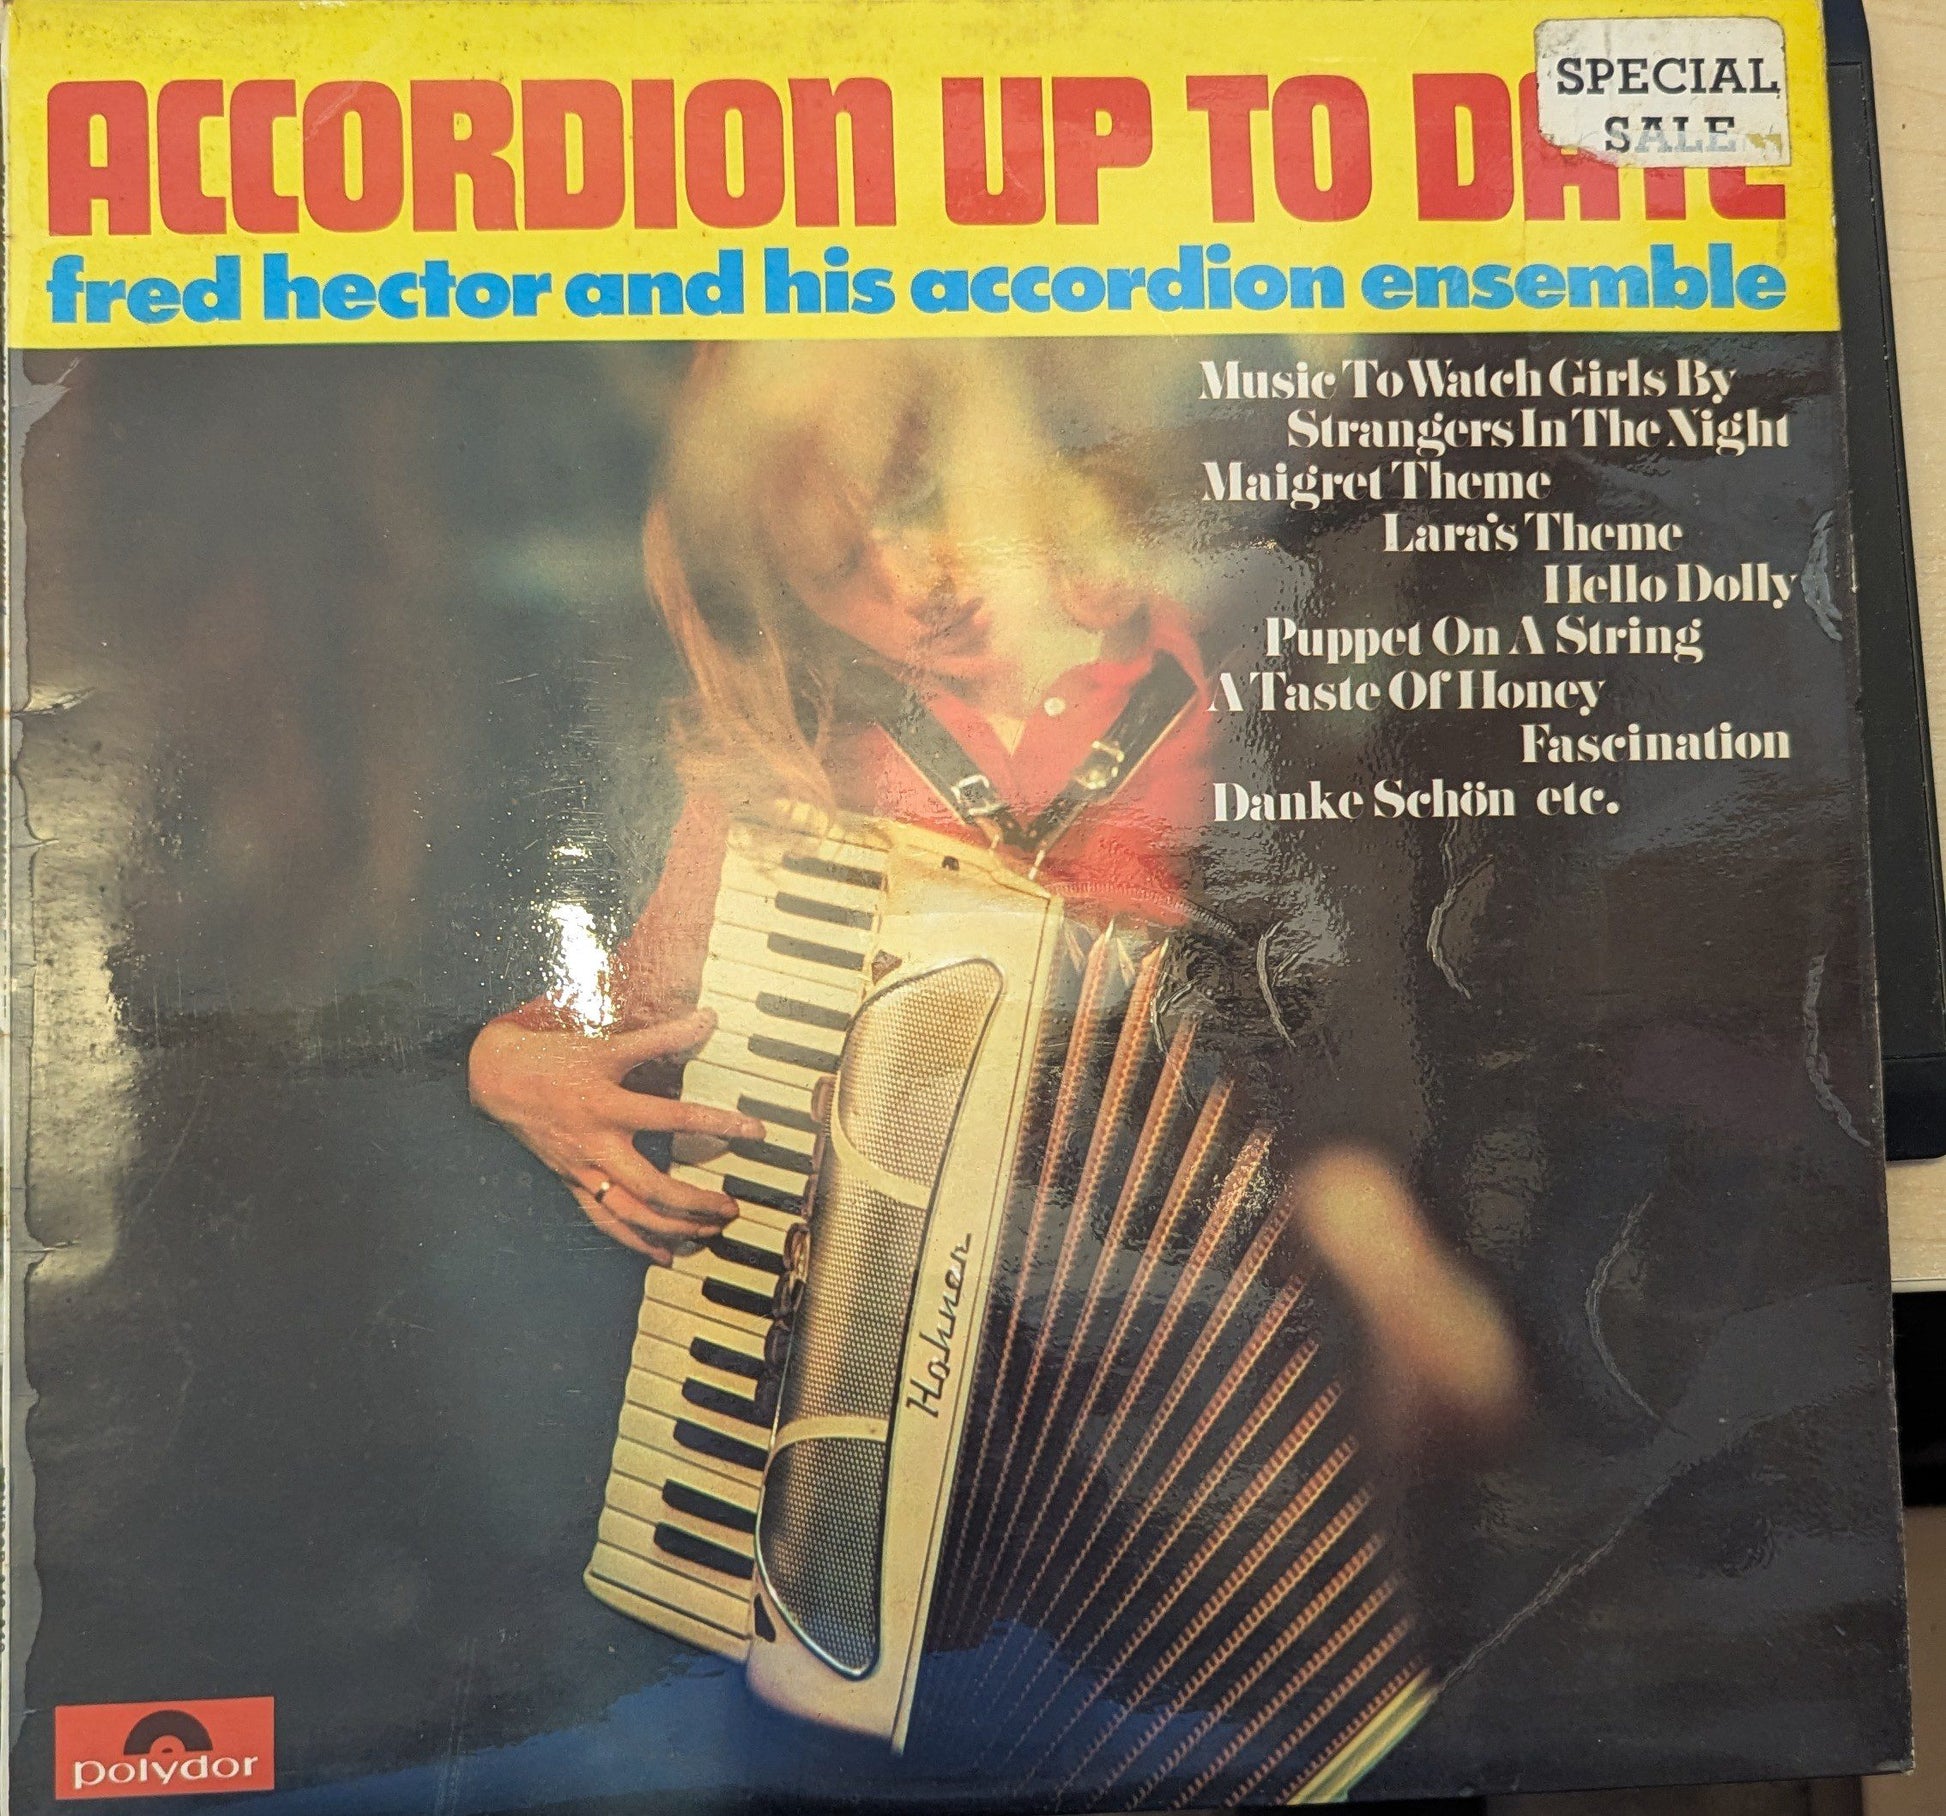 ACCORDION UP TO DATE
SPECIAL
SALE
fred hector and his accordion ensemble
Music To Watch Girls By
Strangers In The Night
Maigret Theme
Lara's Theme
Hello Dolly
Puppet On A String
A Taste Of Honey
Fascination
Danke Schön etc.
Hohner
polydor